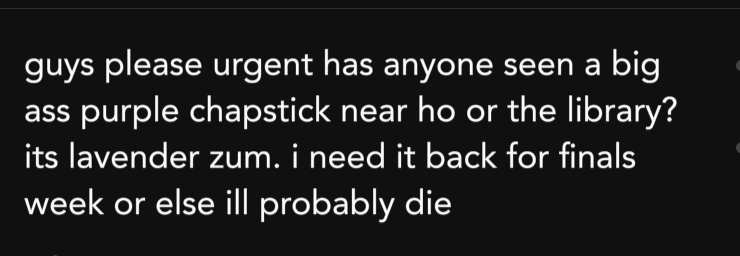 guys please urgent has anyone seen a big
ass purple chapstick near ho or the library?
its lavender zum. i need it back for finals
week or else ill probably die